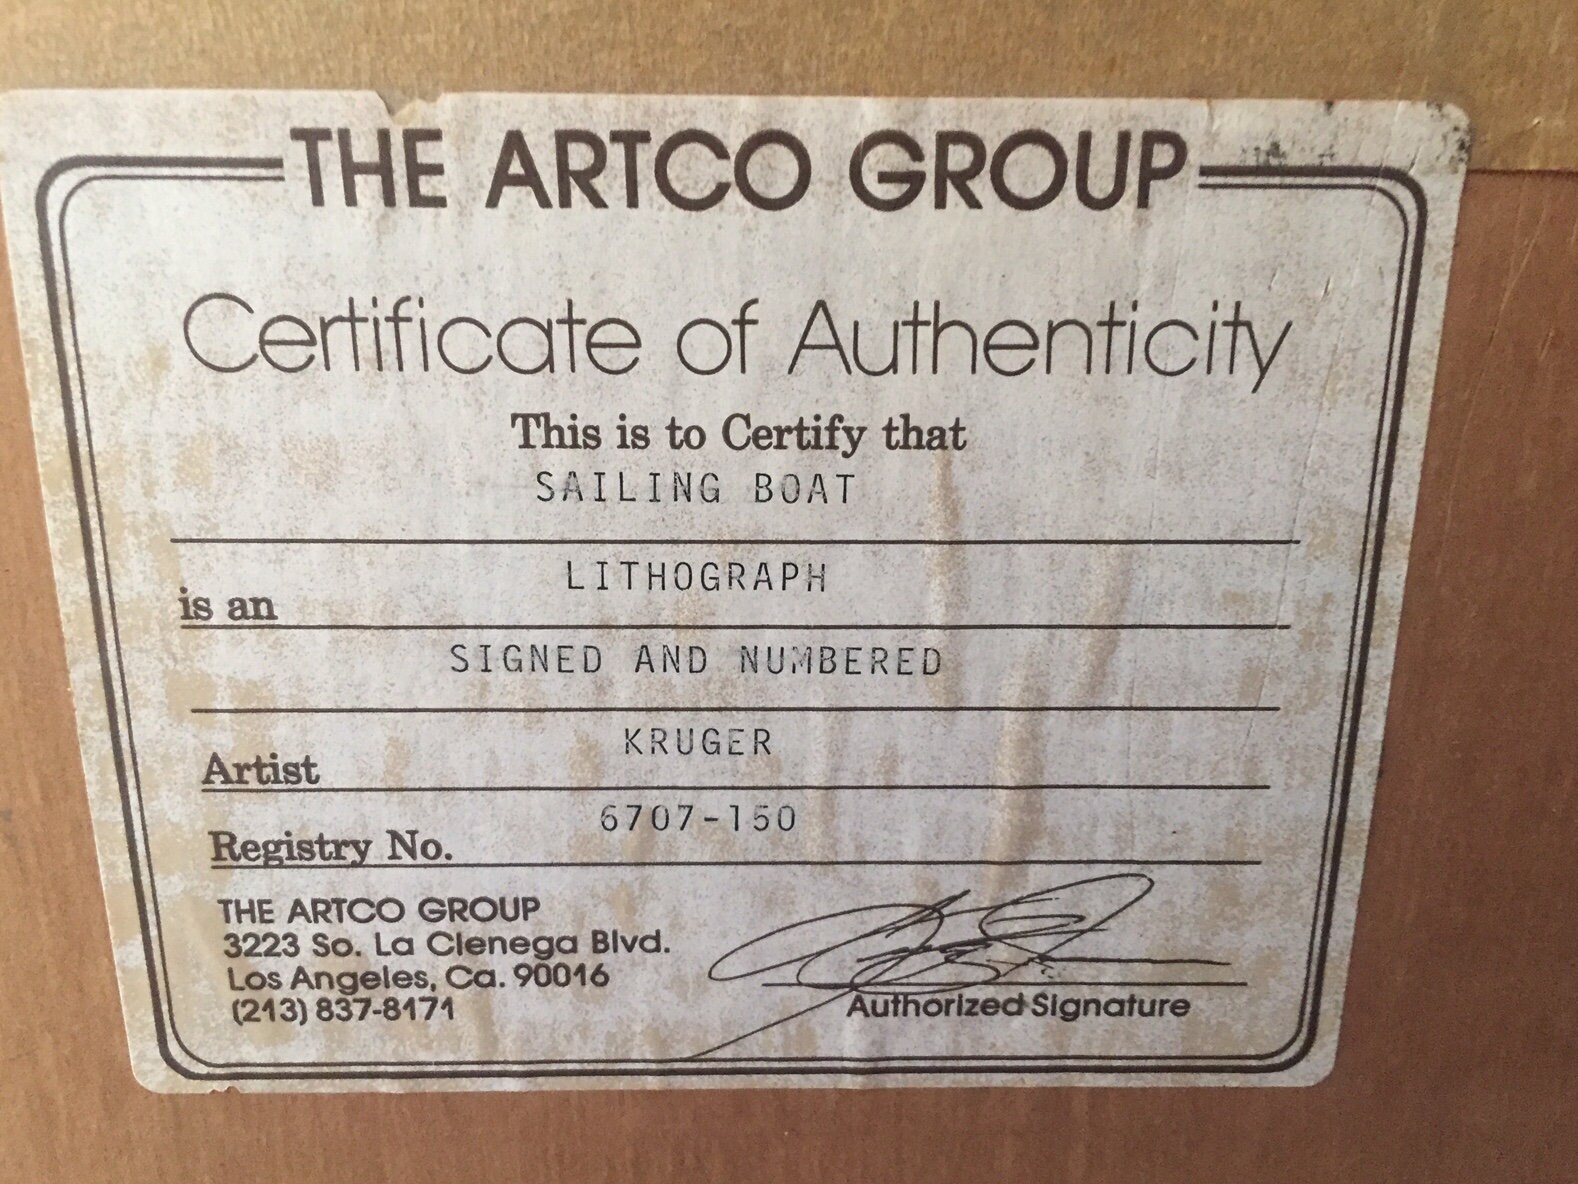 THE ARTCO GROUP
Certificate of Authenticity
This is to Certify that
SAILING BOAT
is an LITHOGRAPH
SIGNED AND NUMBERED
Artist KRUGER
Registry No. 6707-150
THE ARTCO GROUP
3223 So. La Cienega Blvd.
Los Angeles, Ca. 90016
(213) 837-8171
Authorized Signature